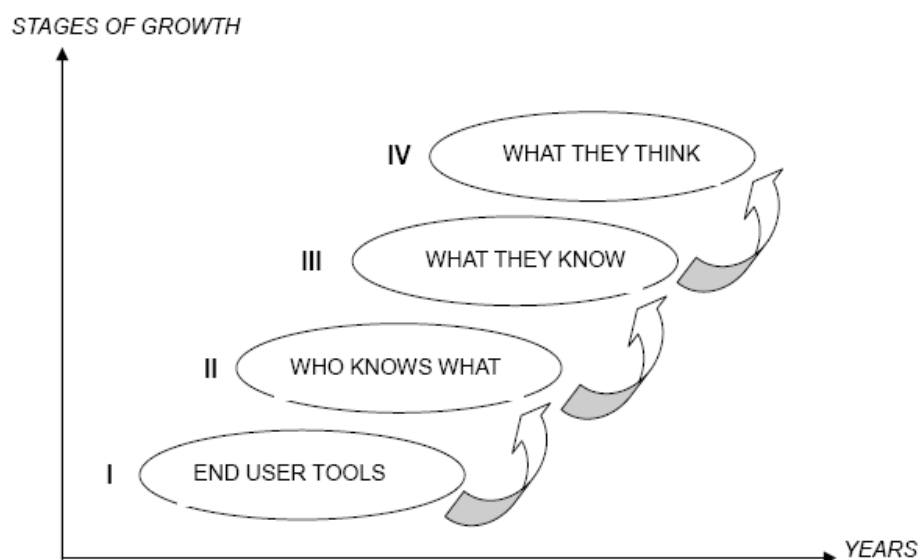 STAGES OF GROWTH
IV WHAT THEY THINK
III WHAT THEY KNOW
II WHO KNOWS WHAT
I END USER TOOLS
YEARS